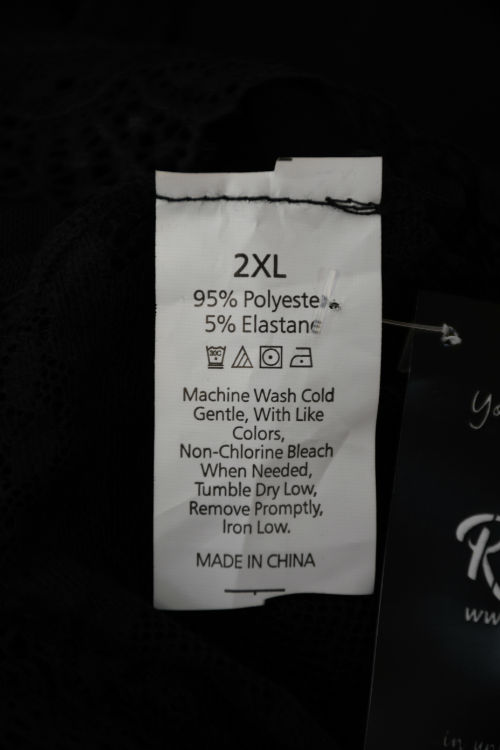 2XL
95% Polyester
5% Elastane
30C
Machine Wash Cold
Gentle, With Like
Colors,
Non-Chlorine Bleach
When Needed,
Tumble Dry Low,
Remove Promptly,
Iron Low.
MADE IN CHINA